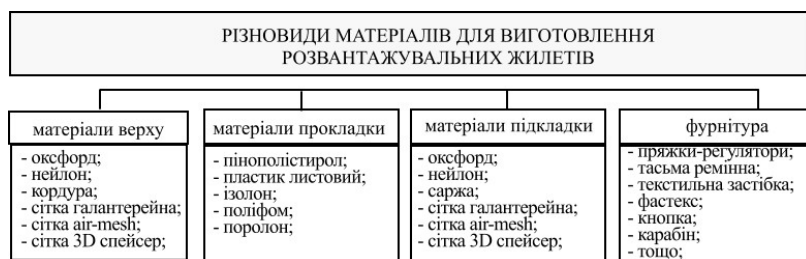 РІЗНОВИДИ МАТЕРІАЛІВ ДЛЯ ВИГОТОВЛЕННЯ
РОЗВАНТАЖУВАЛЬНИХ ЖИЛЕТІВ
матеріали верху
- оксфорд;
- нейлон;
- кордура;
- сітка галантерейна;
- сітка air-mesh;
- сітка 3D спейсер;
матеріали прокладки
- пінополістирол;
- пластик листовий;
- ізолон;
- поліфом;
- поролон;
матеріали підкладки
- оксфорд;
- нейлон;
- саржа;
- сітка галантерейна;
- сітка air-mesh;
- сітка 3D спейсер;
фурнітура
- пряжки-регулятори;
- тасьма ремінна;
- текстильна застібка;
- фастекс;
- кнопка;
- карабін;
- тощо;